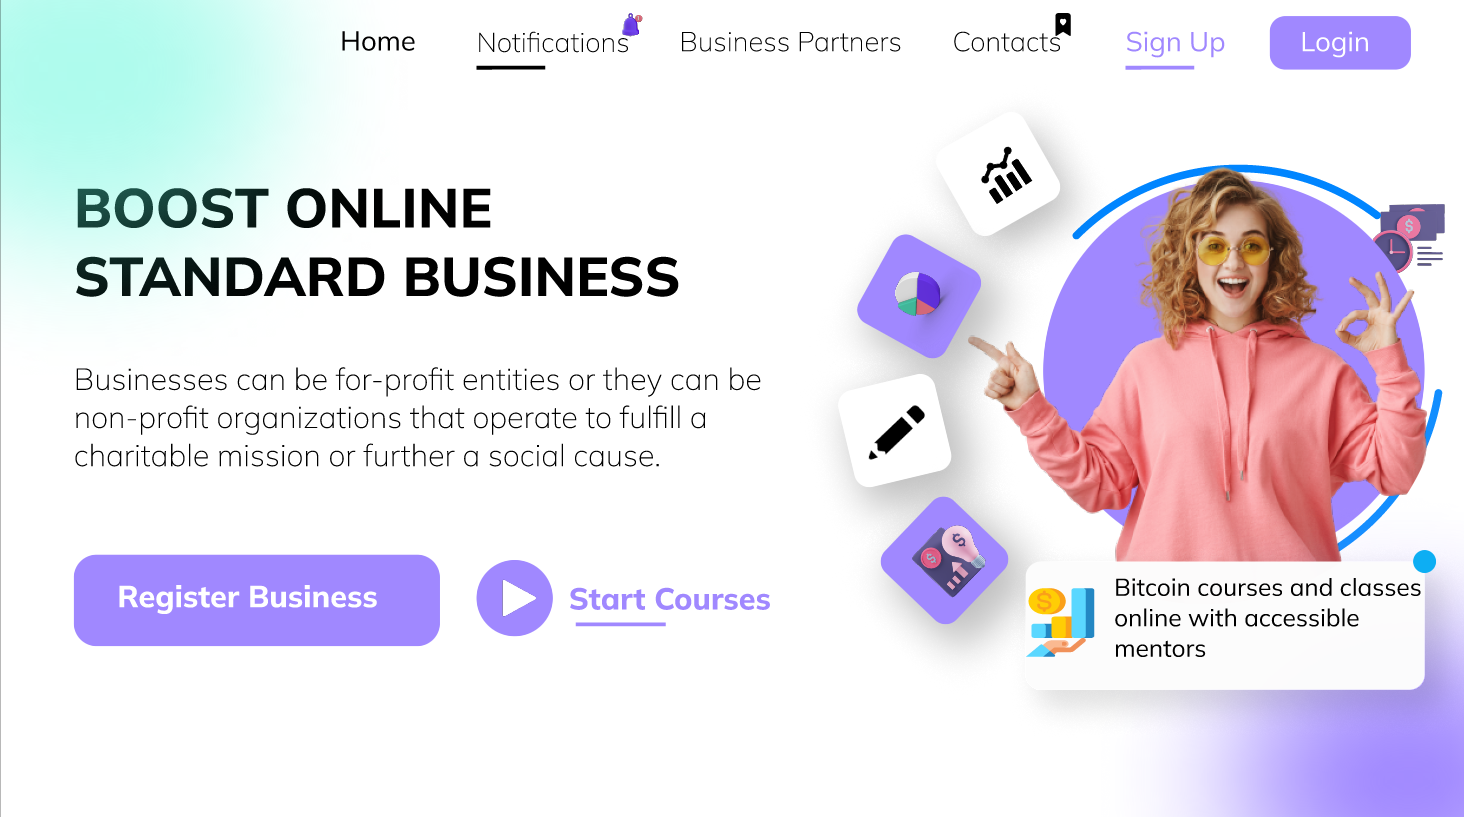 Home
Notifications
Business Partners
Contacts
Sign Up
Login
BOOST ONLINE
STANDARD BUSINESS
Businesses can be for-profit entities or they can be
non-profit organizations that operate to fulfill a
charitable mission or further a social cause.
Register Business
Start Courses
Bitcoin courses and classes
online with accessible
mentors